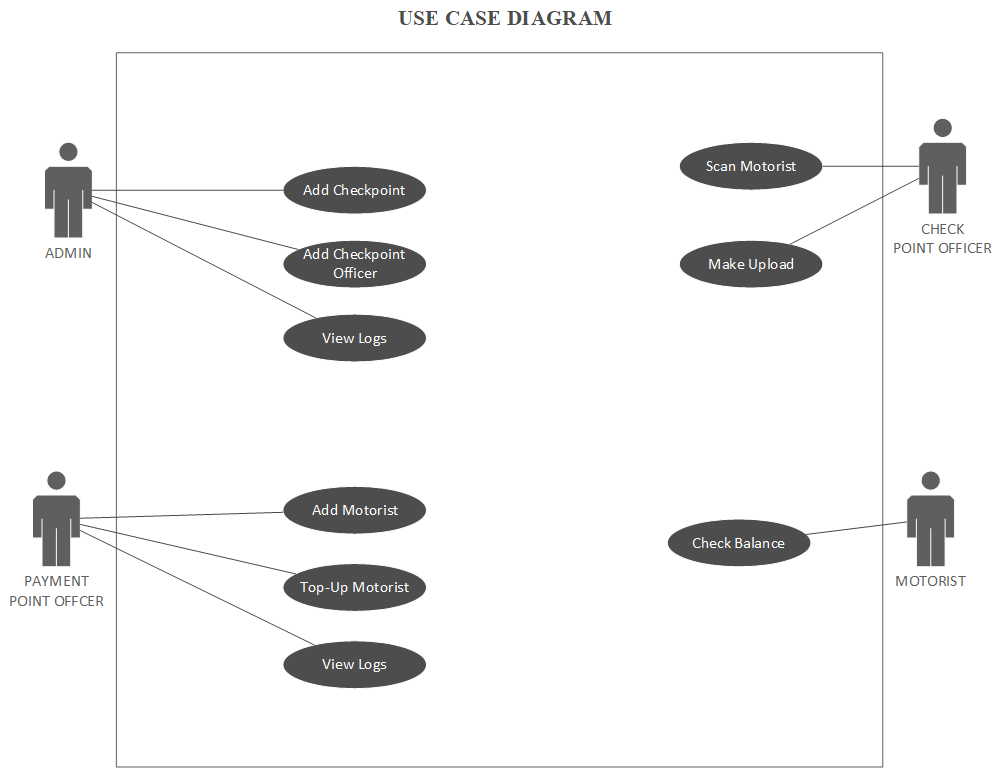 USE CASE DIAGRAM
ADMIN
Add Checkpoint
Add Checkpoint
Officer
View Logs
Scan Motorist
Make Upload
CHECK
POINT OFFICER
PAYMENT
POINT OFFCER
Add Motorist
Top-Up Motorist
View Logs
Check Balance
MOTORIST